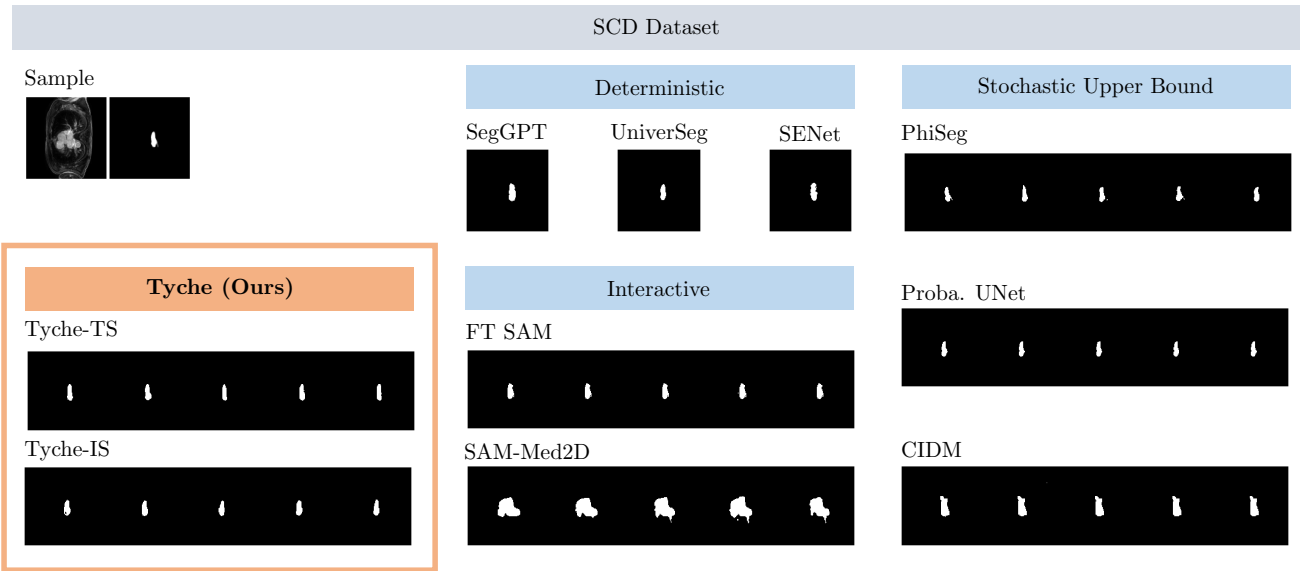 SCD Dataset
Sample
Deterministic
SegGPT
UniverSeg
SENet
Stochastic Upper Bound
PhiSeg
Tyche (Ours)
Tyche-TS
Tyche-IS
Interactive
FT SAM
SAM-Med2D
Proba. UNet
CIDM